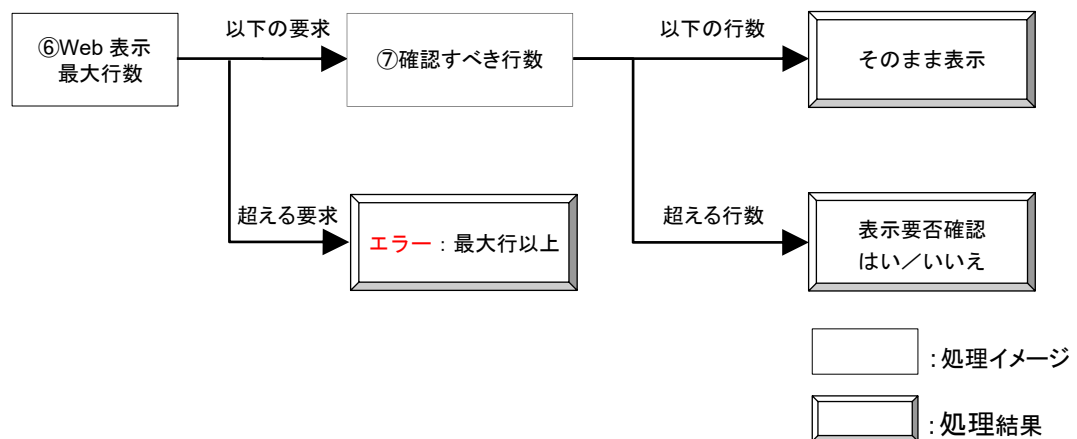 ⑥Web 表示
最大行数
以下の要求
⑦確認すべき行数
以下の行数
そのまま表示
超える要求
エラー：最大行以上
超える行数
表示要否確認
はい／いいえ
：処理イメージ
：処理結果